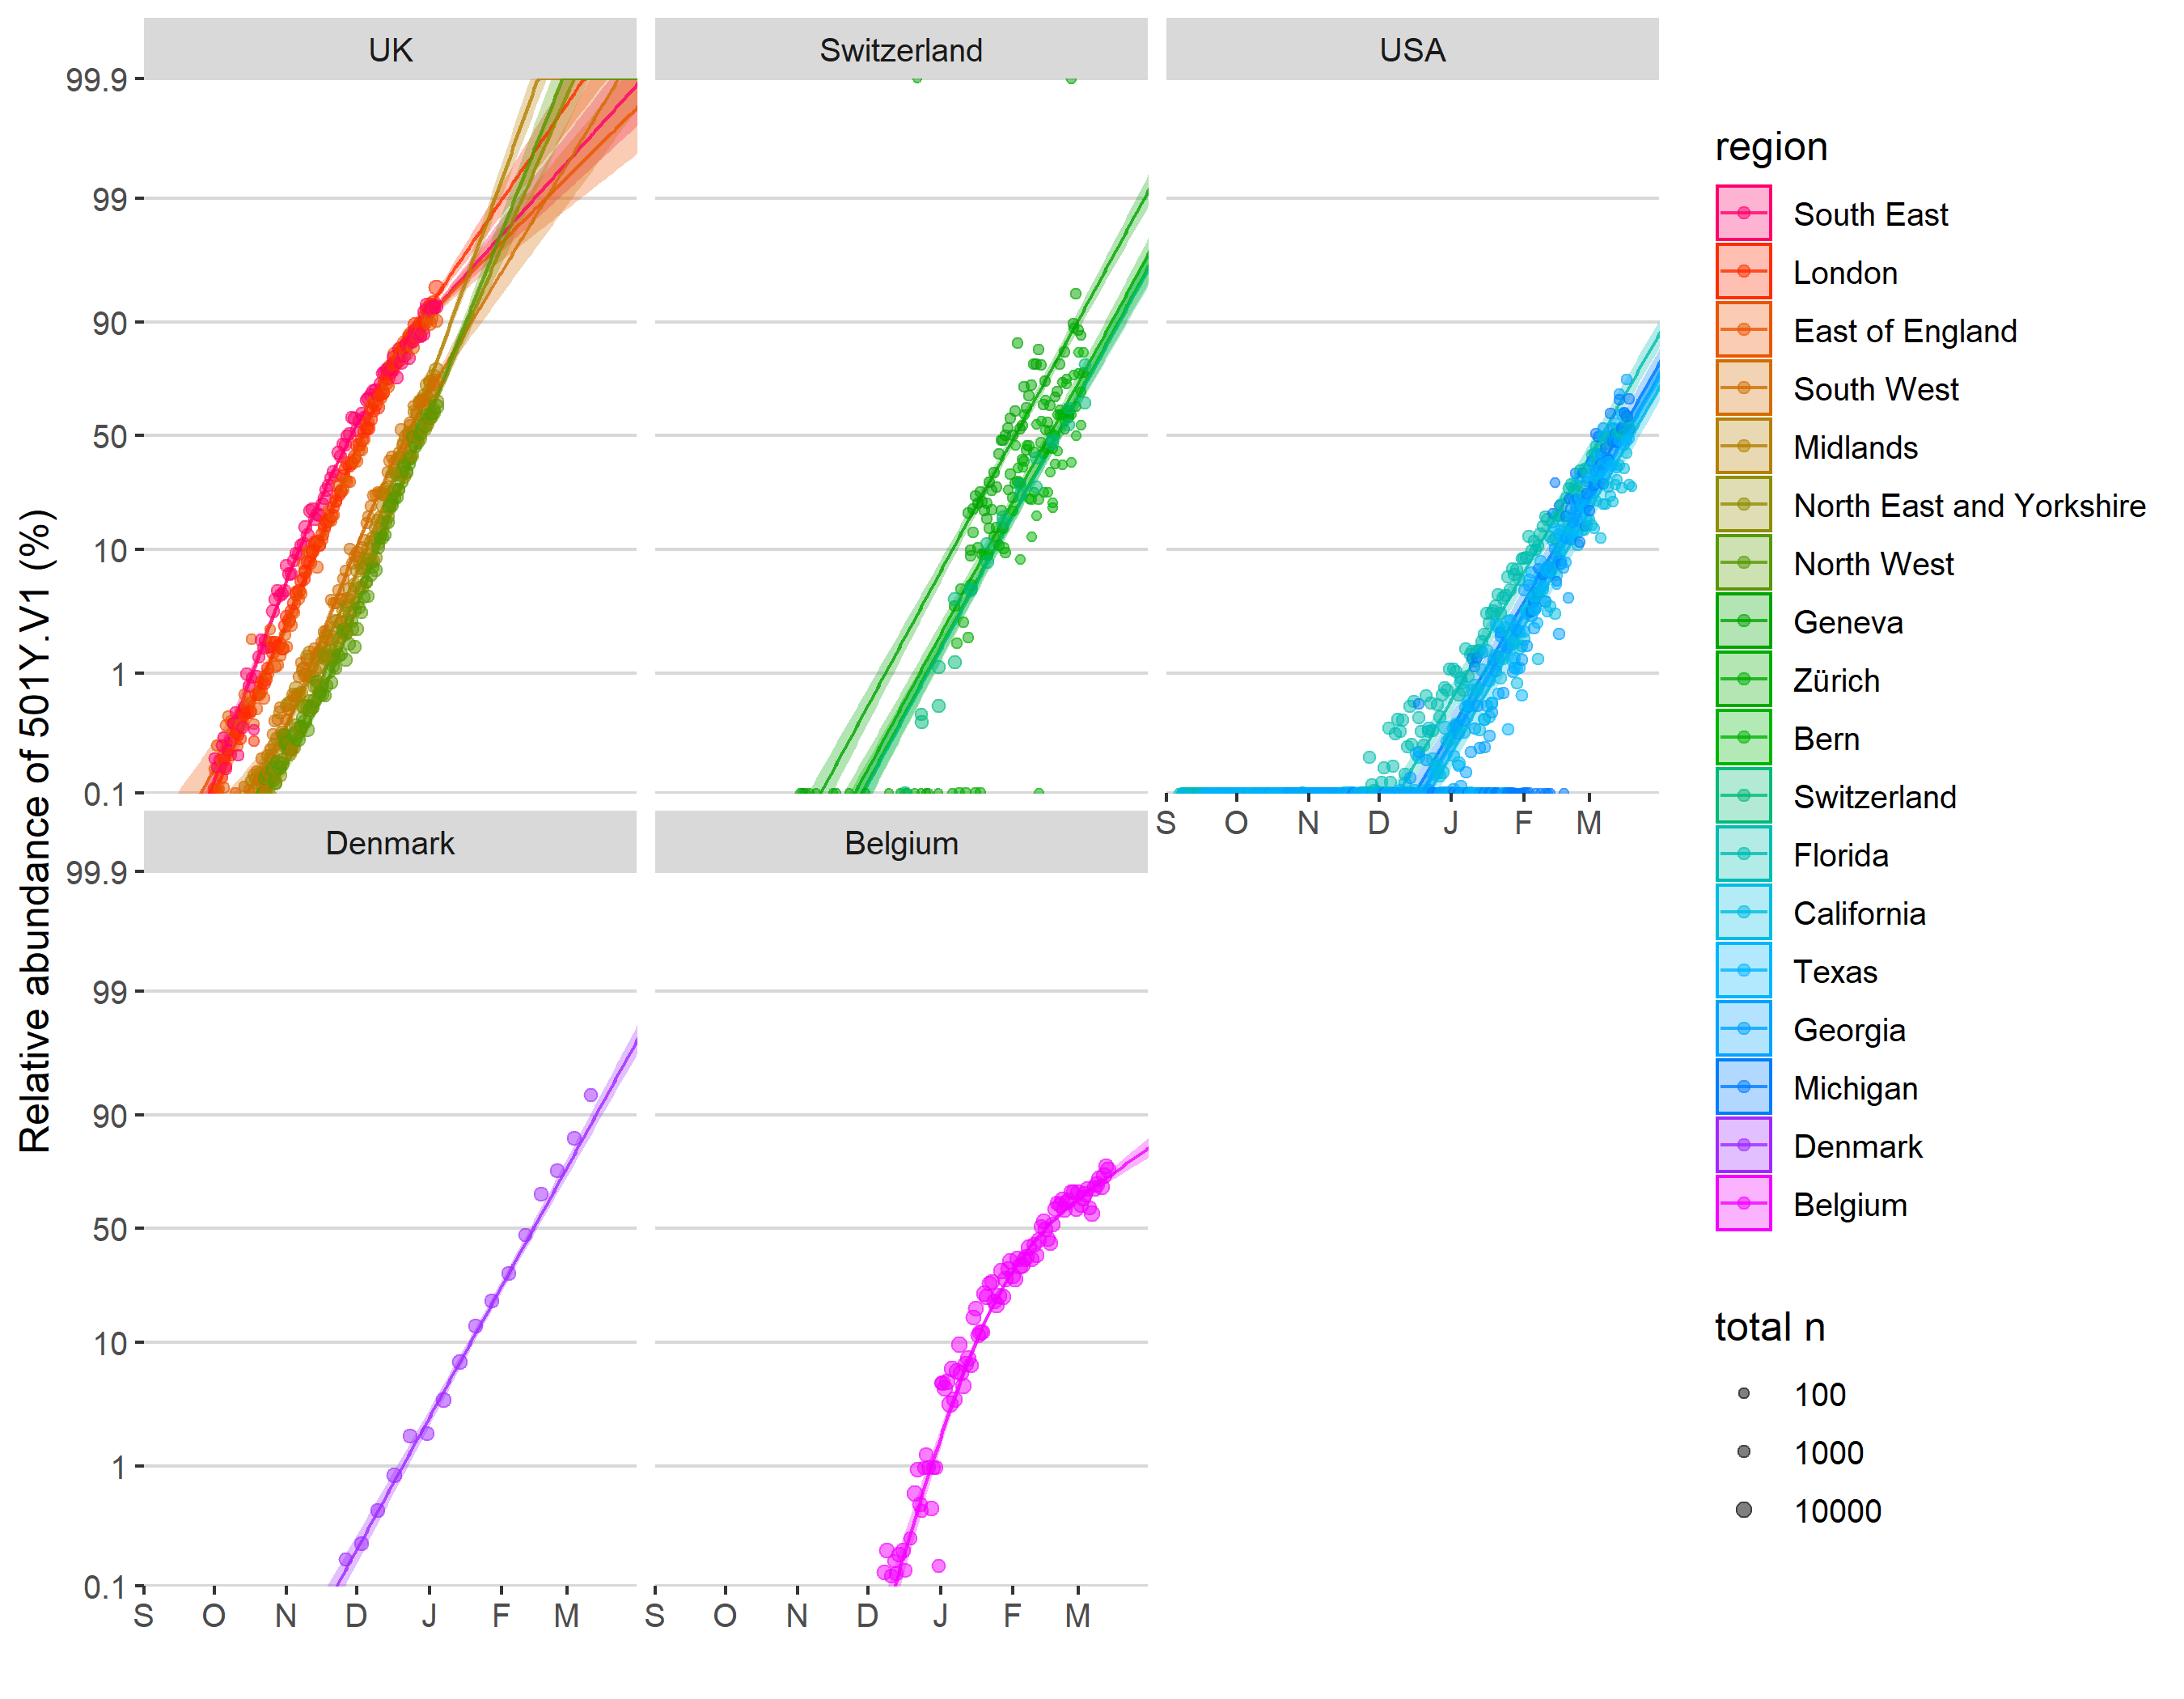 UK
Switzerland
USA
99.9
99
90
50
10
1
0.1
S O N D J F M
Denmark
Belgium
99.9
99
90
50
10
1
0.1
S O N D J F M
S O N D J F M
Relative abundance of 501Y.V1 (%)
region
South East
London
East of England
South West
Midlands
North East and Yorkshire
North West
Geneva
Zürich
Bern
Switzerland
Florida
California
Texas
Georgia
Michigan
Denmark
Belgium
total n
100
1000
10000